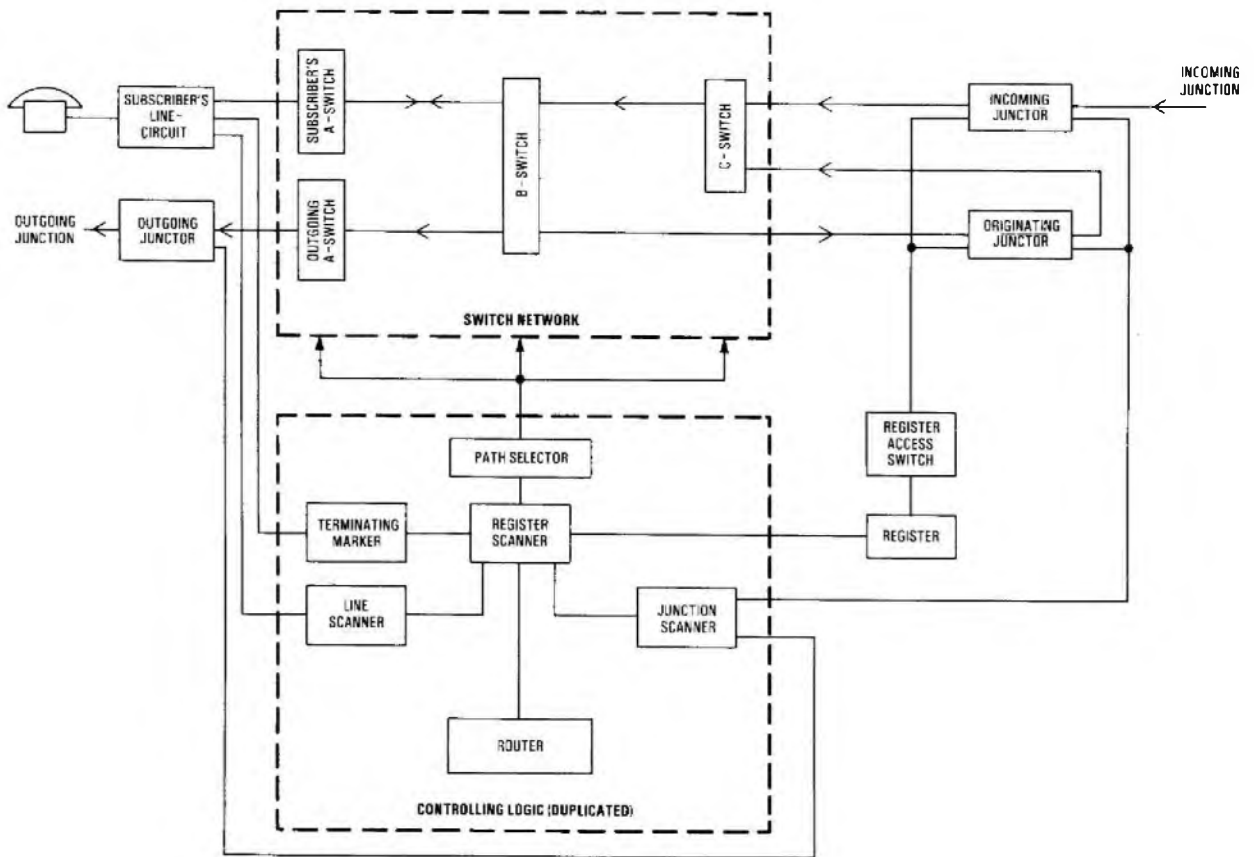 SUBSCRIBER'S
LINE-
CIRCUIT
SUBSCRIBER'S
A-SWITCH
B-SWITCH
C-SWITCH
INCOMING
JUNCTOR
INCOMING
JUNCTION
OUTGOING
JUNCTION
OUTGOING
JUNCTOR
OUTGOING
A-SWITCH
ORIGINATING
JUNCTOR
SWITCH NETWORK
PATH SELECTOR
REGISTER
ACCESS
SWITCH
TERMINATING
MARKER
REGISTER
SCANNER
REGISTER
LINE
SCANNER
JUNCTION
SCANNER
ROUTER
CONTROLLING LOGIC (DUPLICATED)